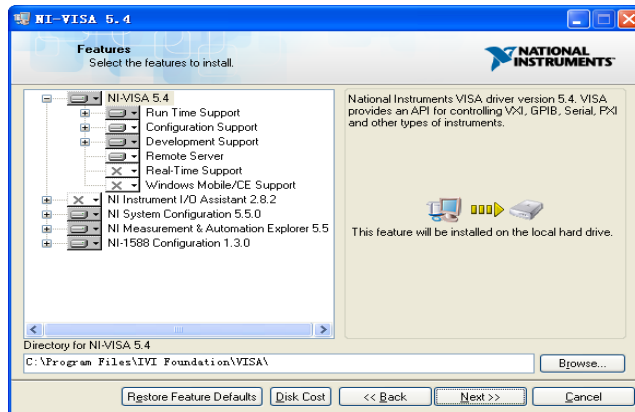 NI-VISA 5.4
Features
Select the features to install.
NATIONAL
INSTRUMENTS™
NI-VISA 5.4
Run Time Support
Configuration Support
Development Support
Remote Server
Real-Time Support
Windows Mobile/CE Support
NI Instrument I/O Assistant 2.8.2
NI System Configuration 5.5.0
NI Measurement & Automation Explorer 5.5
NI-1588 Configuration 1.3.0
National Instruments VISA driver version 5.4. VISA
provides an API for controlling VXI, GPIB, Serial, PXI
and other types of instruments.
This feature will be installed on the local hard drive.
Directory for NI-VISA 5.4
C:\Program Files\IVI Foundation\VISA\
Browse...
Restore Feature Defaults
Disk Cost
<< Back
Next >>
Cancel